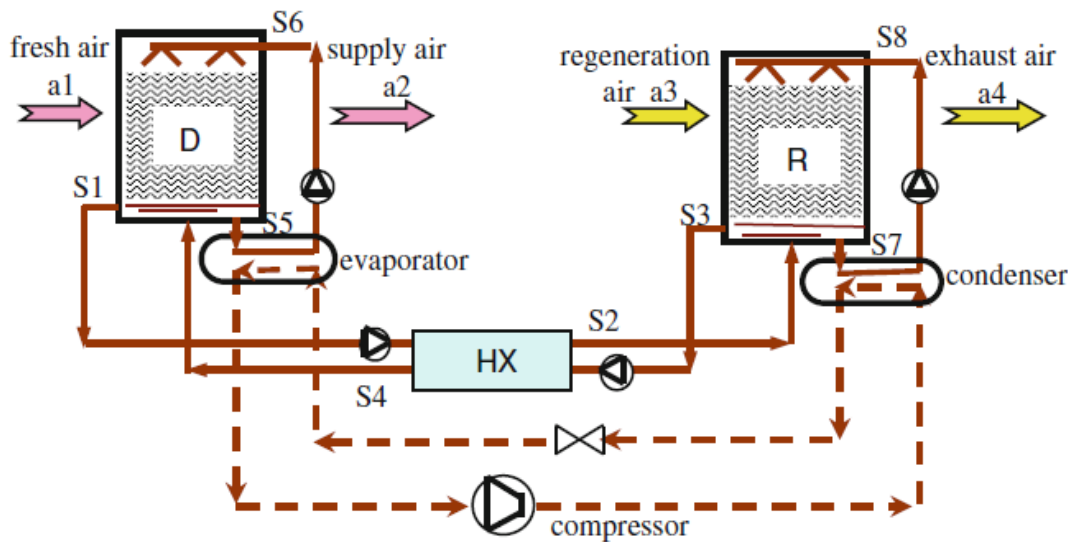 S6
S8
fresh air
supply air
regeneration
exhaust air
a1
a2
air a3
a4
D
R
S1
S3
S5
S7
evaporator
condenser
S2
HX
S4
compressor